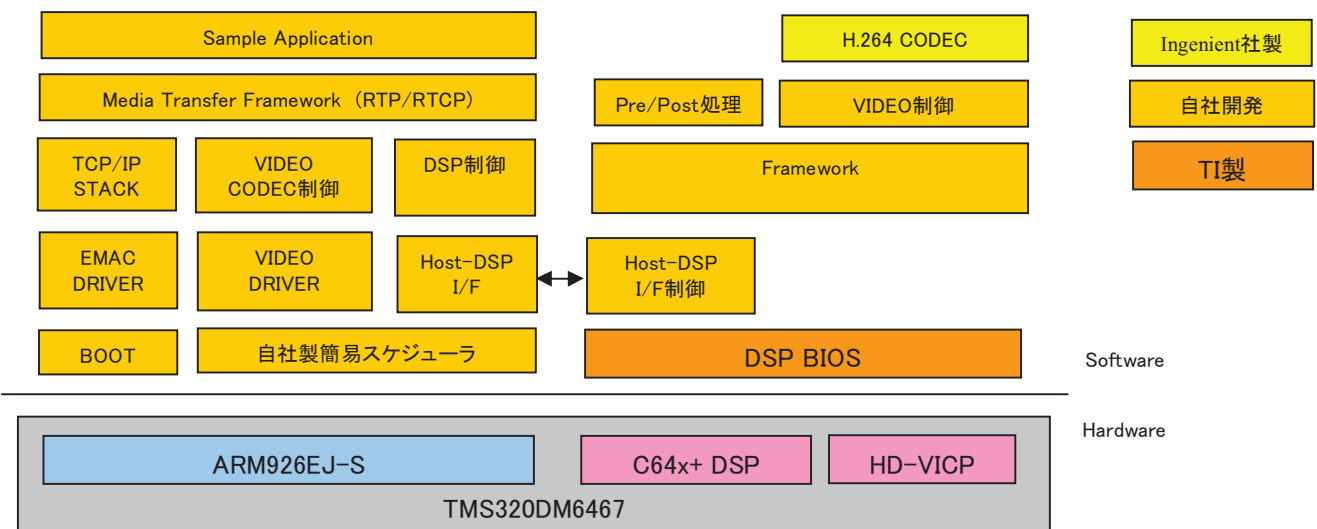 Sample Application
H.264 CODEC
Ingenient社製
Media Transfer Framework (RTP/RTCP)
Pre/Post処理
VIDEO制御
自社開発
TCP/IP
STACK
VIDEO
CODEC制御
DSP制御
Framework
TI製
EMAC
DRIVER
VIDEO
DRIVER
Host-DSP
I/F
Host-DSP
I/F制御
BOOT
自社製簡易スケジューラ
DSP BIOS
Software
Hardware
ARM926EJ-S
C64x+ DSP
HD-VICP
TMS320DM6467